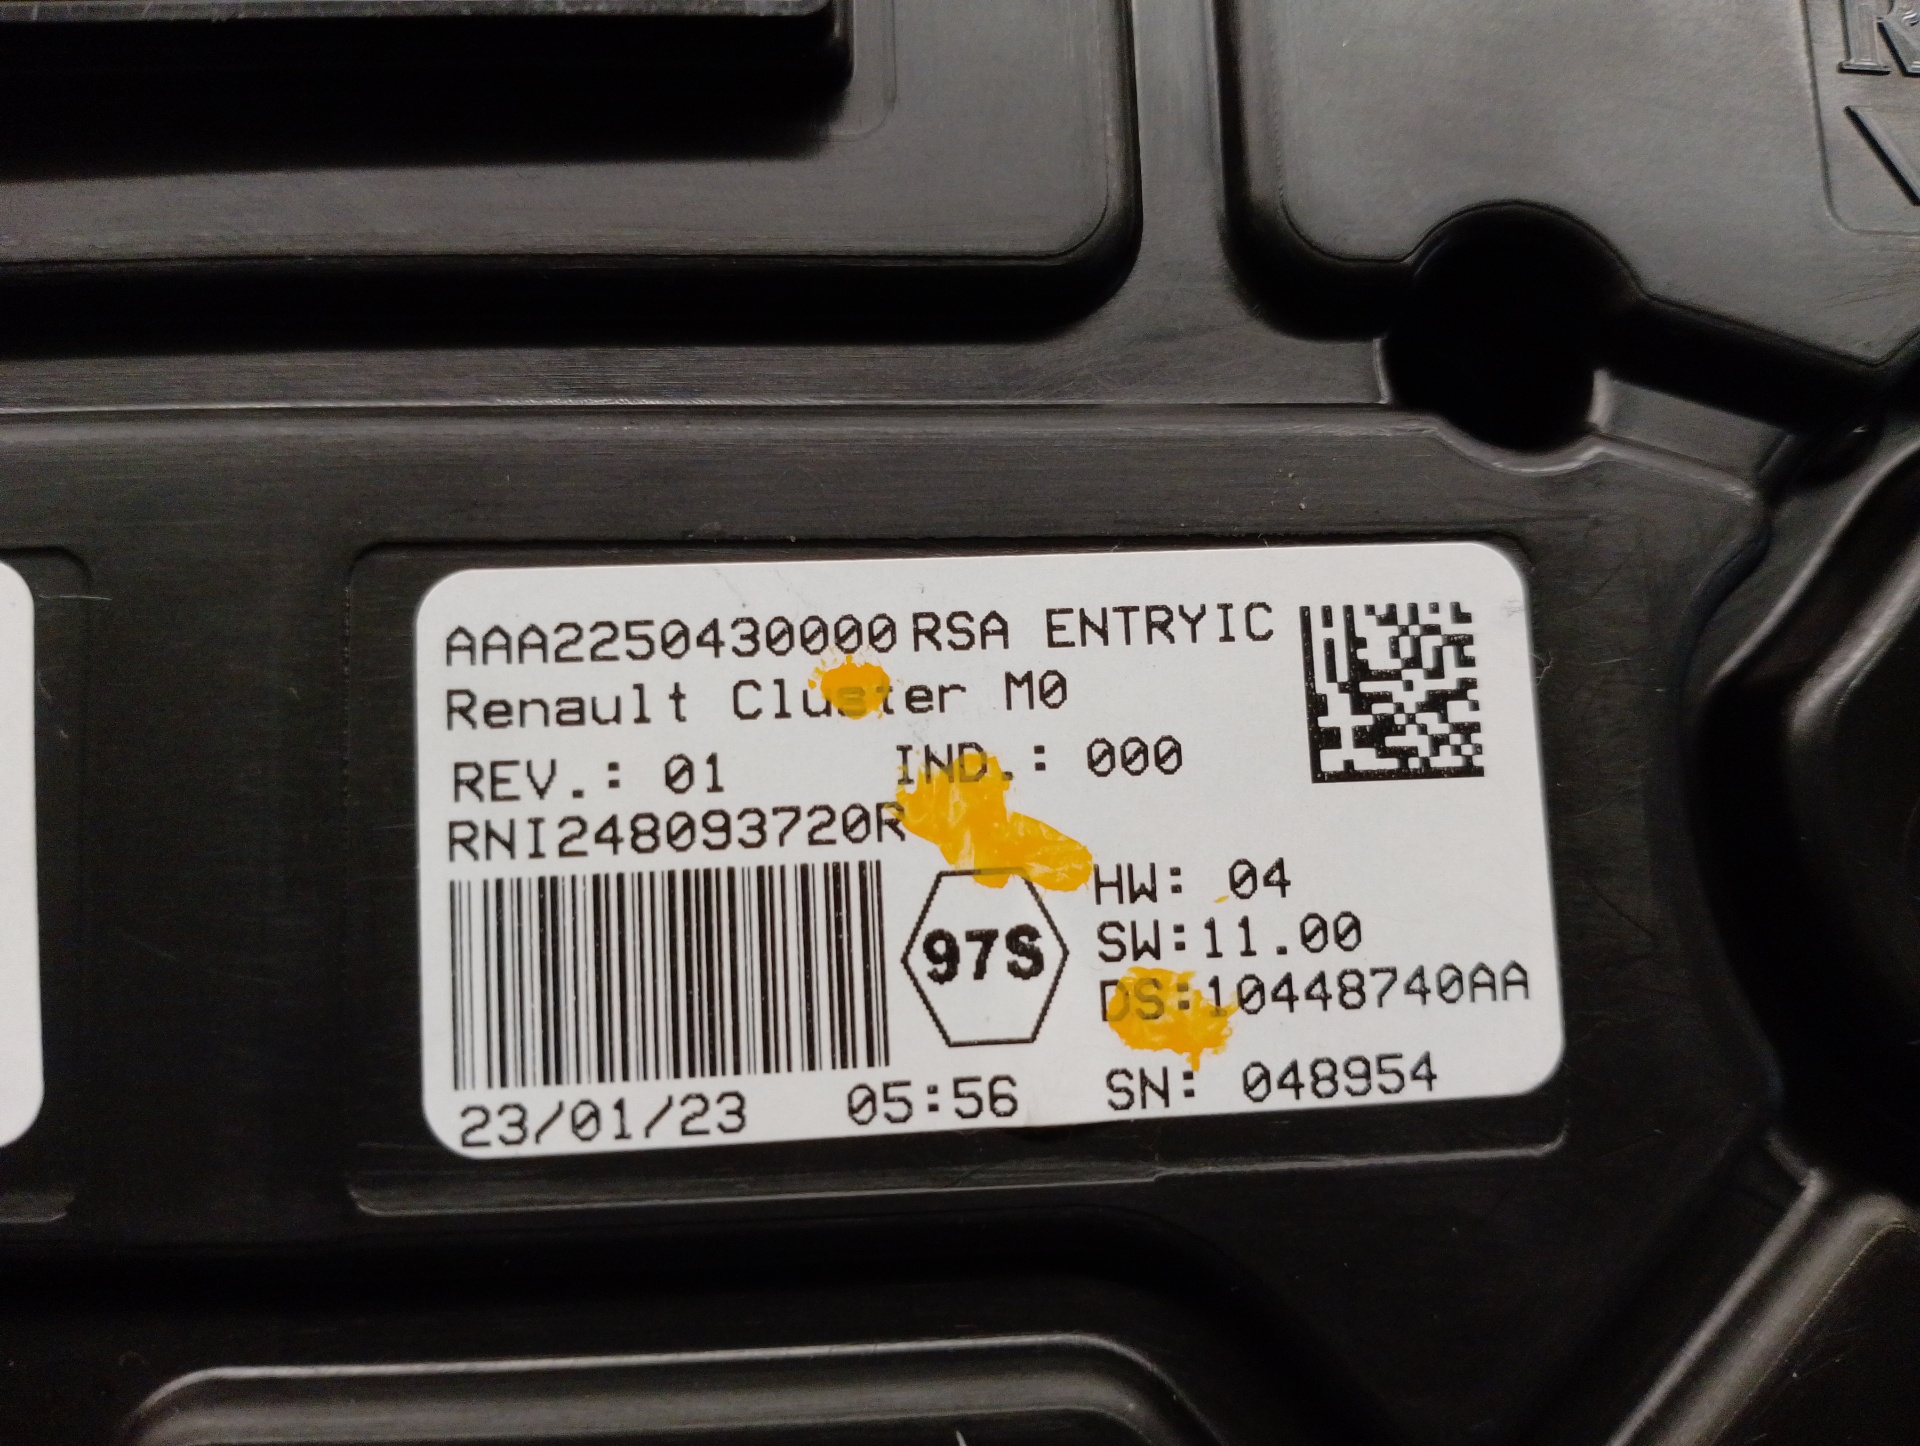 AAA2250430000 RSA ENTRYIC
Renault Cluster M0
REV.: 01 IND.: 000
RNI248093720R
HW: 04
97S
SW:11.00
DS:10448740AA
SN: 048954
23/01/23 05:56